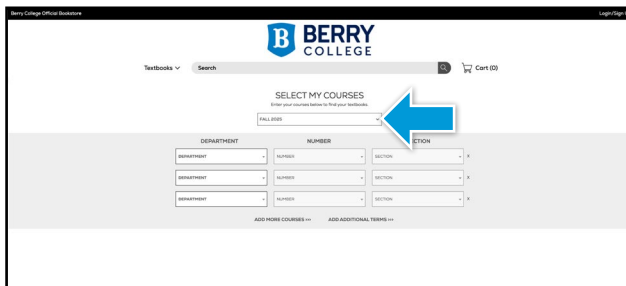 Berry College Official Bookstore
Login/Sign
B BERRY
COLLEGE
Textbooks
Search
Cart (0)
SELECT MY COURSES
Enter your courses below to find your textbooks
FALL 2025
DEPARTMENT NUMBER
DEPARTMENT NUMBER SECTION X
DEPARTMENT NUMBER SECTION X
DEPARTMENT NUMBER SECTION X
ADD MORE COURSES >>> ADD ADDITIONAL TERMS >>>